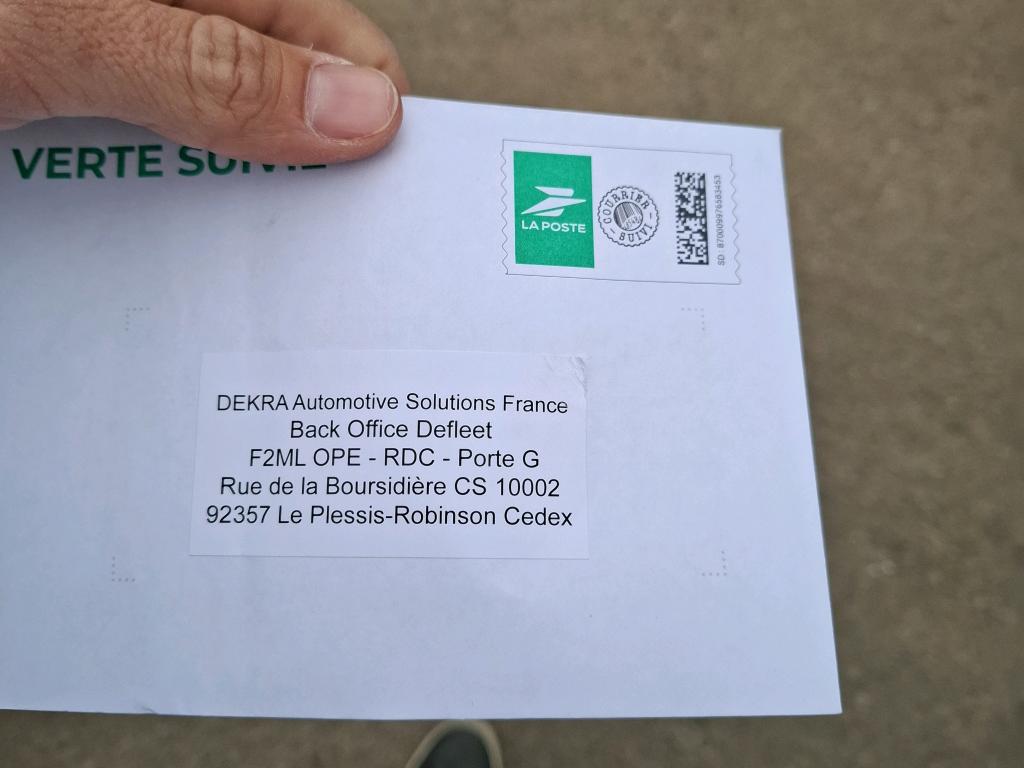 VERTE SUIVIE
LA POSTE
COURRIER
SUIVI
SD 870009976583453
DEKRA Automotive Solutions France
Back Office Defleet
F2ML OPE - RDC - Porte G
Rue de la Boursidière CS 10002
92357 Le Plessis-Robinson Cedex